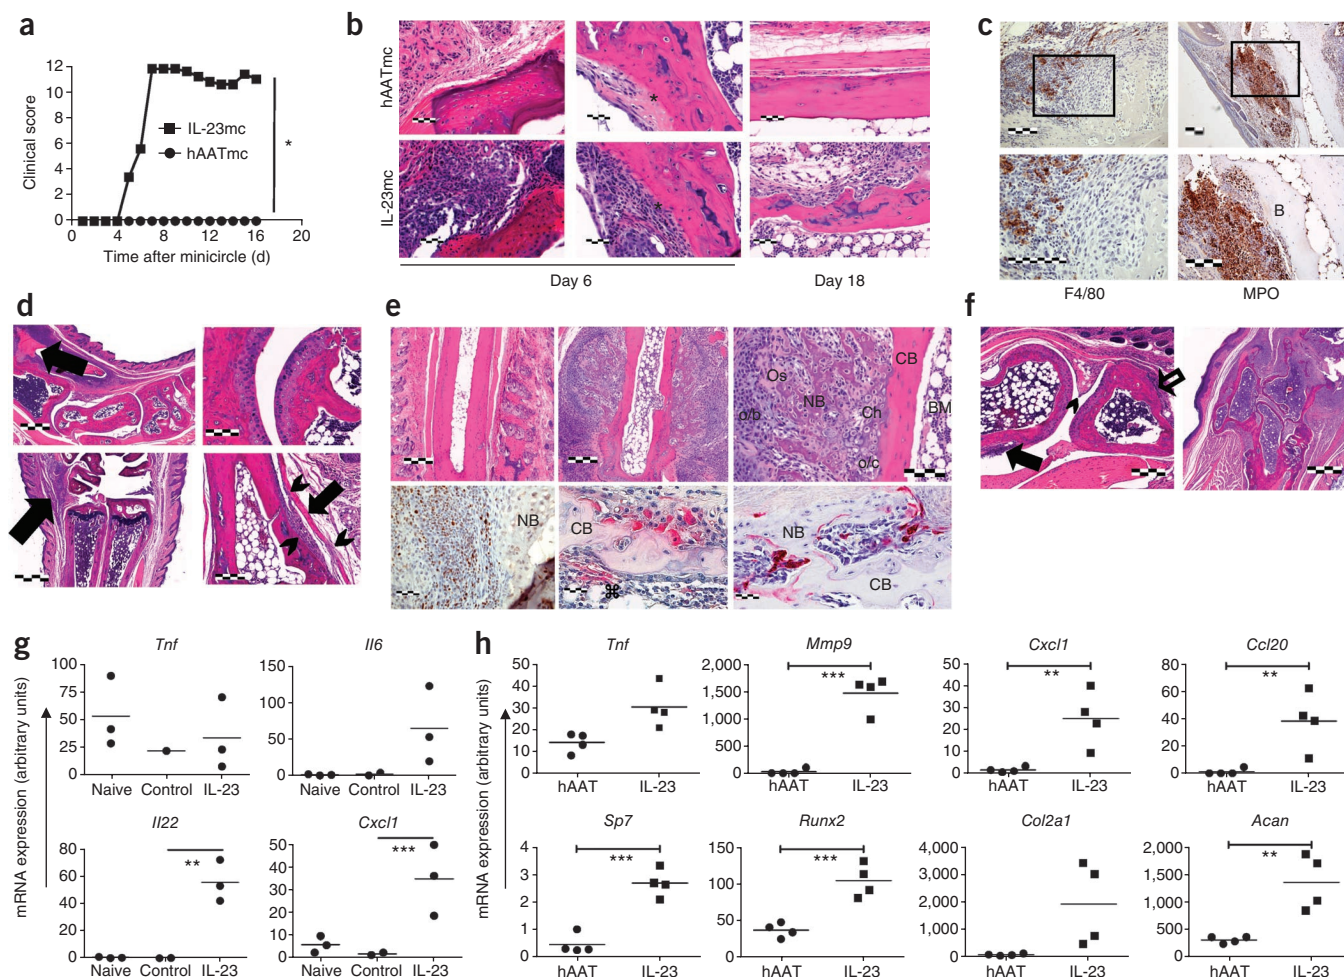 a
12
10
8
6
4
2
0
Clinical score
IL-23mc
hAATmc
*
0
4
8
12
16
20
Time after minicircle (d)
b
hAATmc
IL-23mc
*
*
Day 6
Day 18
c
B
F4/80
MPO
d
e
Os
o/b
NB
Ch
o/c
CB
BM
NB
CB
⌘
NB
CB
f
g
mRNA expression (arbitrary units)
Tnf
100
75
50
25
0
Naive Control IL-23
Il6
150
100
50
0
Naive Control IL-23
Il22
80
60
40
20
0
**
Naive Control IL-23
Cxcl1
50
40
30
20
10
0
***
Naive Control IL-23
h
mRNA expression (arbitrary units)
Tnf
50
40
30
20
10
0
hAAT IL-23
Mmp9
2,000
1,500
1,000
500
0
***
hAAT IL-23
Cxcl1
50
40
30
20
10
0
**
hAAT IL-23
Ccl20
80
60
40
20
0
**
hAAT IL-23
Sp7
4
3
2
1
0
***
hAAT IL-23
Runx2
150
100
50
0
***
hAAT IL-23
Col2a1
4,000
3,000
2,000
1,000
0
hAAT IL-23
Acan
2,000
1,500
1,000
500
0
**
hAAT IL-23